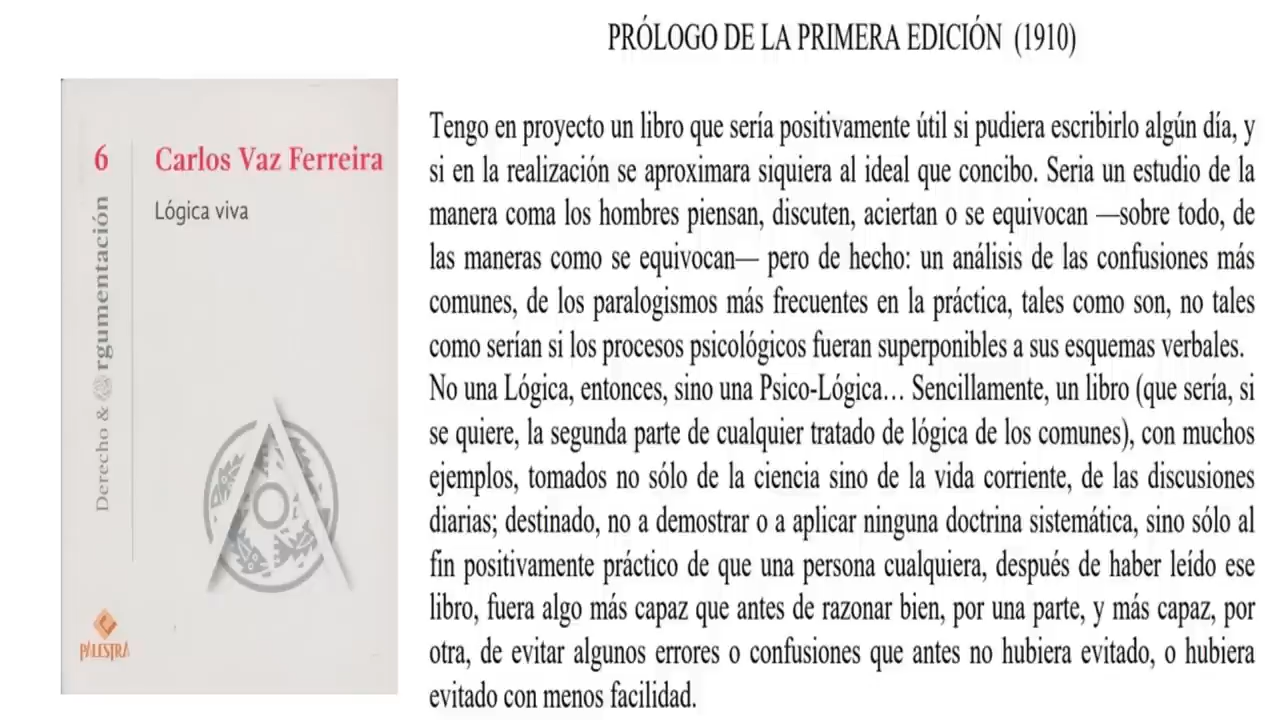 PRÓLOGO DE LA PRIMERA EDICIÓN (1910)
6
Carlos Vaz Ferreira
Lógica viva
Derecho & @rgumentación
PALESTRA
Tengo en proyecto un libro que sería positivamente útil si pudiera escribirlo algún día, y
si en la realización se aproximara siquiera al ideal que concibo. Seria un estudio de la
manera coma los hombres piensan, discuten, aciertan o se equivocan —sobre todo, de
las maneras como se equivocan— pero de hecho: un análisis de las confusiones más
comunes, de los paralogismos más frecuentes en la práctica, tales como son, no tales
como serían si los procesos psicológicos fueran superponibles a sus esquemas verbales.
No una Lógica, entonces, sino una Psico-Lógica… Sencillamente, un libro (que sería, si
se quiere, la segunda parte de cualquier tratado de lógica de los comunes), con muchos
ejemplos, tomados no sólo de la ciencia sino de la vida corriente, de las discusiones
diarias; destinado, no a demostrar o a aplicar ninguna doctrina sistemática, sino sólo al
fin positivamente práctico de que una persona cualquiera, después de haber leído ese
libro, fuera algo más capaz que antes de razonar bien, por una parte, y más capaz, por
otra, de evitar algunos errores o confusiones que antes no hubiera evitado, o hubiera
evitado con menos facilidad.